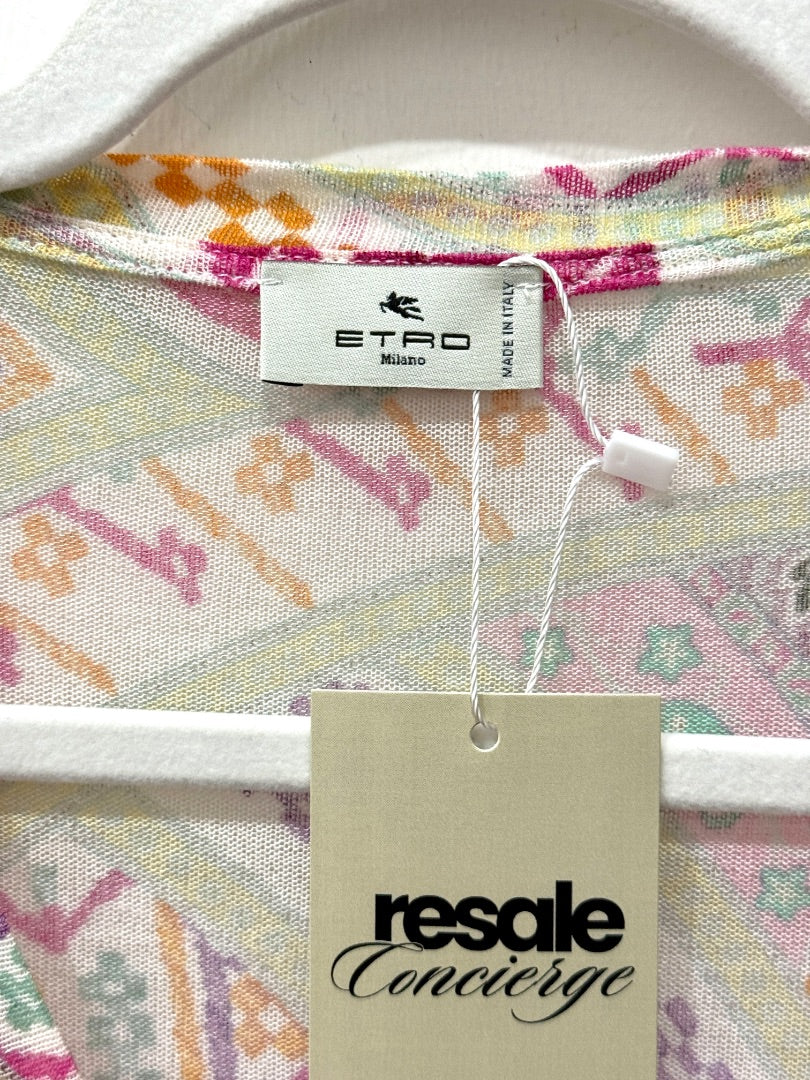 ETRO
Milano
MADE IN ITALY
resale
Concierge